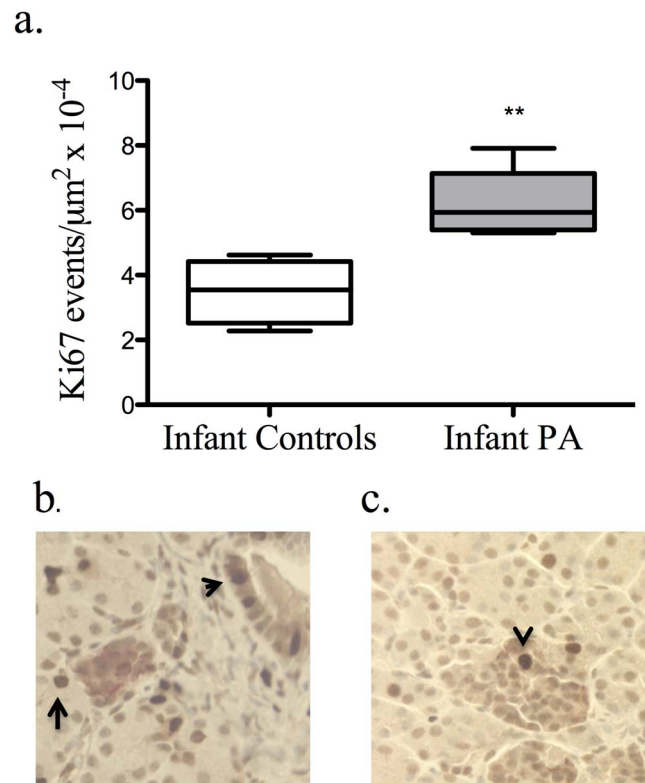 a.
Ki67 events/μm² x 10⁻⁴
10
8
6
4
2
0
**
Infant Controls
Infant PA
b.
c.